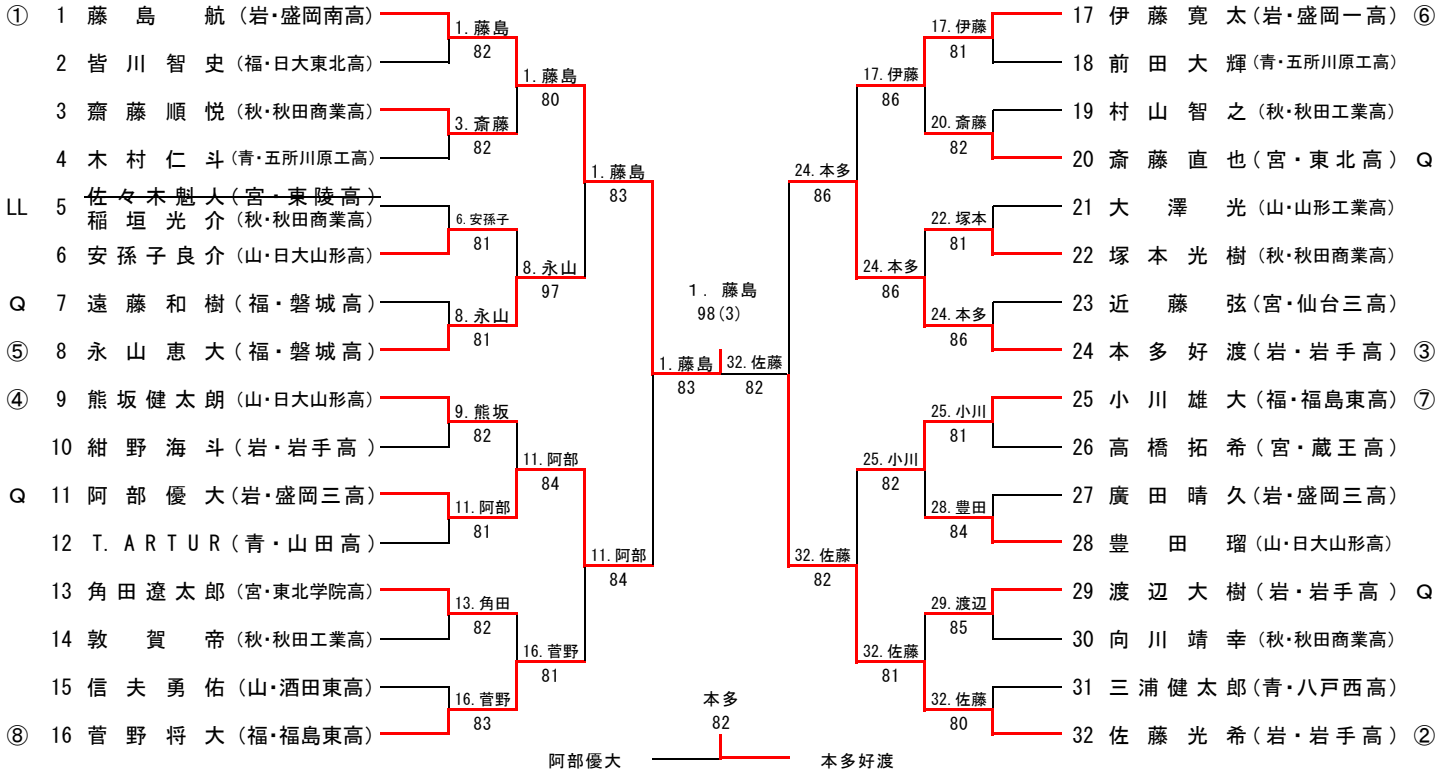 ① 1 藤島 航 (岩・盛岡南高)
2 皆川智史 (福・日大東北高)
3 齋藤順悦 (秋・秋田商業高)
4 木村仁斗 (青・五所川原工高)
佐々木魁人 (宮・東陵高)
LL 5 稲垣光介 (秋・秋田商業高)
6 安孫子良介 (山・日大山形高)
Q 7 遠藤和樹 (福・磐城高)
⑤ 8 永山恵大 (福・磐城高)
④ 9 熊坂健太朗 (山・日大山形高)
10 紺野海斗 (岩・岩手高)
Q 11 阿部優大 (岩・盛岡三高)
12 T. ARTUR (青・山田高)
13 角田遼太郎 (宮・東北学院高)
14 敦賀 帝 (秋・秋田工業高)
15 信夫勇佑 (山・酒田東高)
⑧ 16 菅野将大 (福・福島東高)
1. 藤島
82
3. 斎藤
82
6. 安孫子
81
8. 永山
81
9. 熊坂
82
11. 阿部
81
13. 角田
82
16. 菅野
83
1. 藤島
80
8. 永山
97
11. 阿部
84
16. 菅野
81
1. 藤島
83
11. 阿部
84
1. 藤島
83
1. 藤島
98(3)
32. 佐藤
82
24. 本多
86
32. 佐藤
82
17. 伊藤
86
24. 本多
86
25. 小川
82
32. 佐藤
81
17. 伊藤
81
20. 斎藤
82
22. 塚本
81
24. 本多
86
25. 小川
81
28. 豊田
84
29. 渡辺
85
32. 佐藤
80
17 伊藤寛太 (岩・盛岡一高) ⑥
18 前田大輝 (青・五所川原工高)
19 村山智之 (秋・秋田工業高)
20 斎藤直也 (宮・東北高) Q
21 大澤 光 (山・山形工業高)
22 塚本光樹 (秋・秋田商業高)
23 近藤 弦 (宮・仙台三高)
24 本多好渡 (岩・岩手高) ③
25 小川雄大 (福・福島東高) ⑦
26 高橋拓希 (宮・蔵王高)
27 廣田晴久 (岩・盛岡三高)
28 豊田 瑠 (山・日大山形高)
29 渡辺大樹 (岩・岩手高) Q
30 向川靖幸 (秋・秋田商業高)
31 三浦健太郎 (青・八戸西高)
32 佐藤光希 (岩・岩手高) ②
本多
82
阿部優大 本多好渡